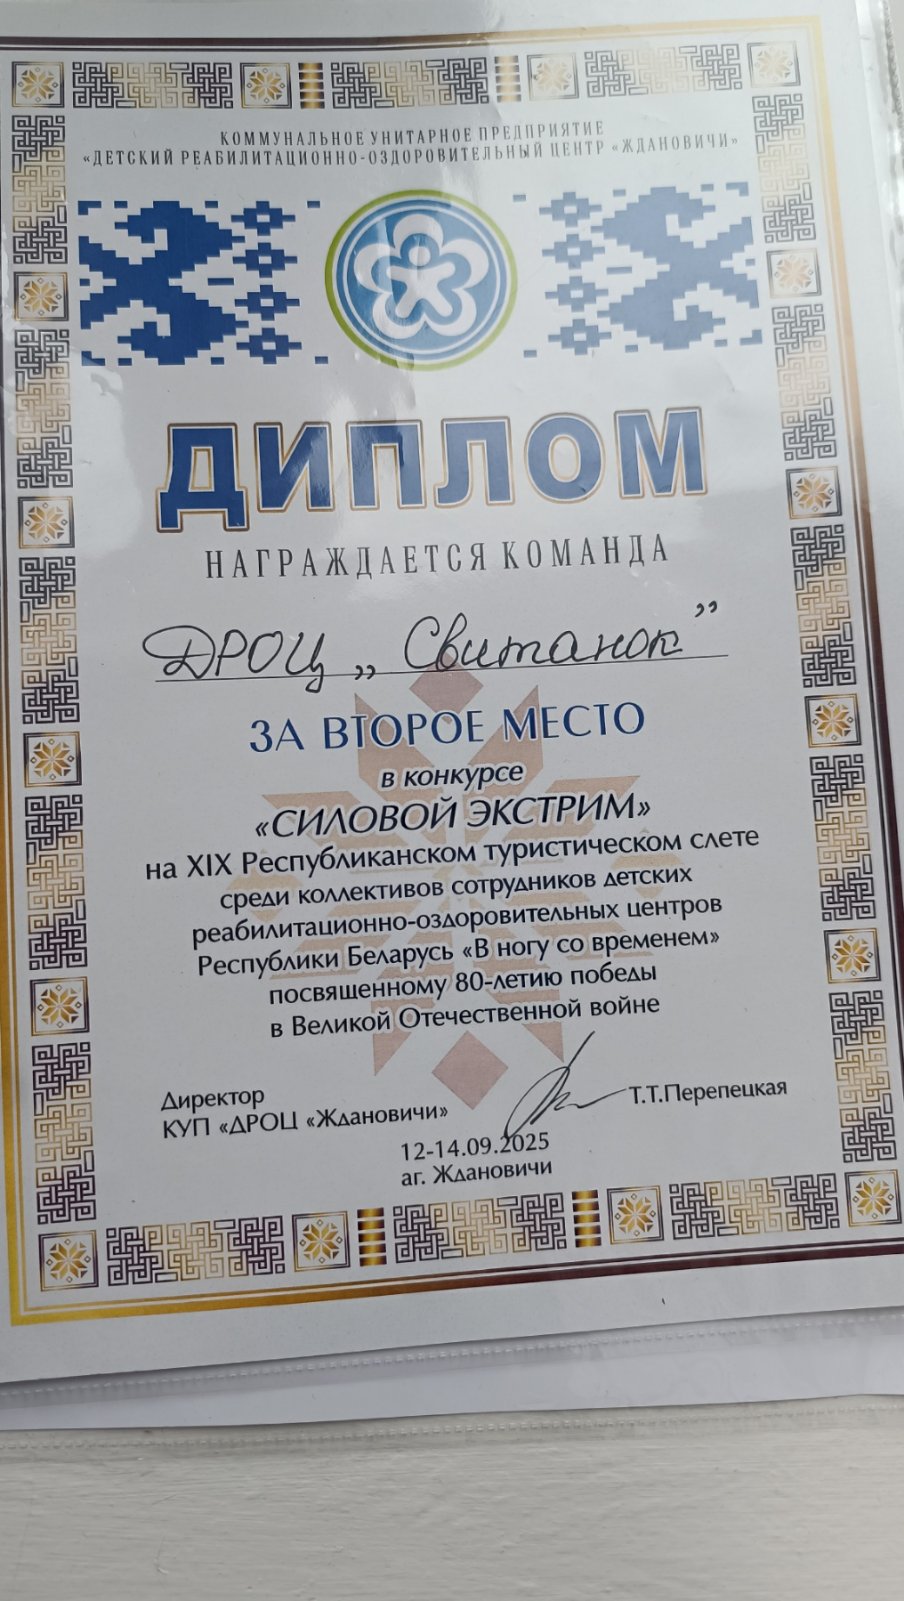 КОММУНАЛЬНОЕ УНИТАРНОЕ ПРЕДПРИЯТИЕ
«ДЕТСКИЙ РЕАБИЛИТАЦИОННО-ОЗДОРОВИТЕЛЬНЫЙ ЦЕНТР «ЖДАНОВИЧИ»
ДИПЛОМ
НАГРАЖДАЕТСЯ КОМАНДА
ДРОЦ „Свитанок”
ЗА ВТОРОЕ МЕСТО
в конкурсе
«СИЛОВОЙ ЭКСТРИМ»
на XIX Республиканском туристическом слете
среди коллективов сотрудников детских
реабилитационно-оздоровительных центров
Республики Беларусь «В ногу со временем»
посвященному 80-летию победы
в Великой Отечественной войне
Директор
КУП «ДРОЦ «Ждановичи» Т.Т.Перепецкая
12-14.09.2025
аг. Ждановичи